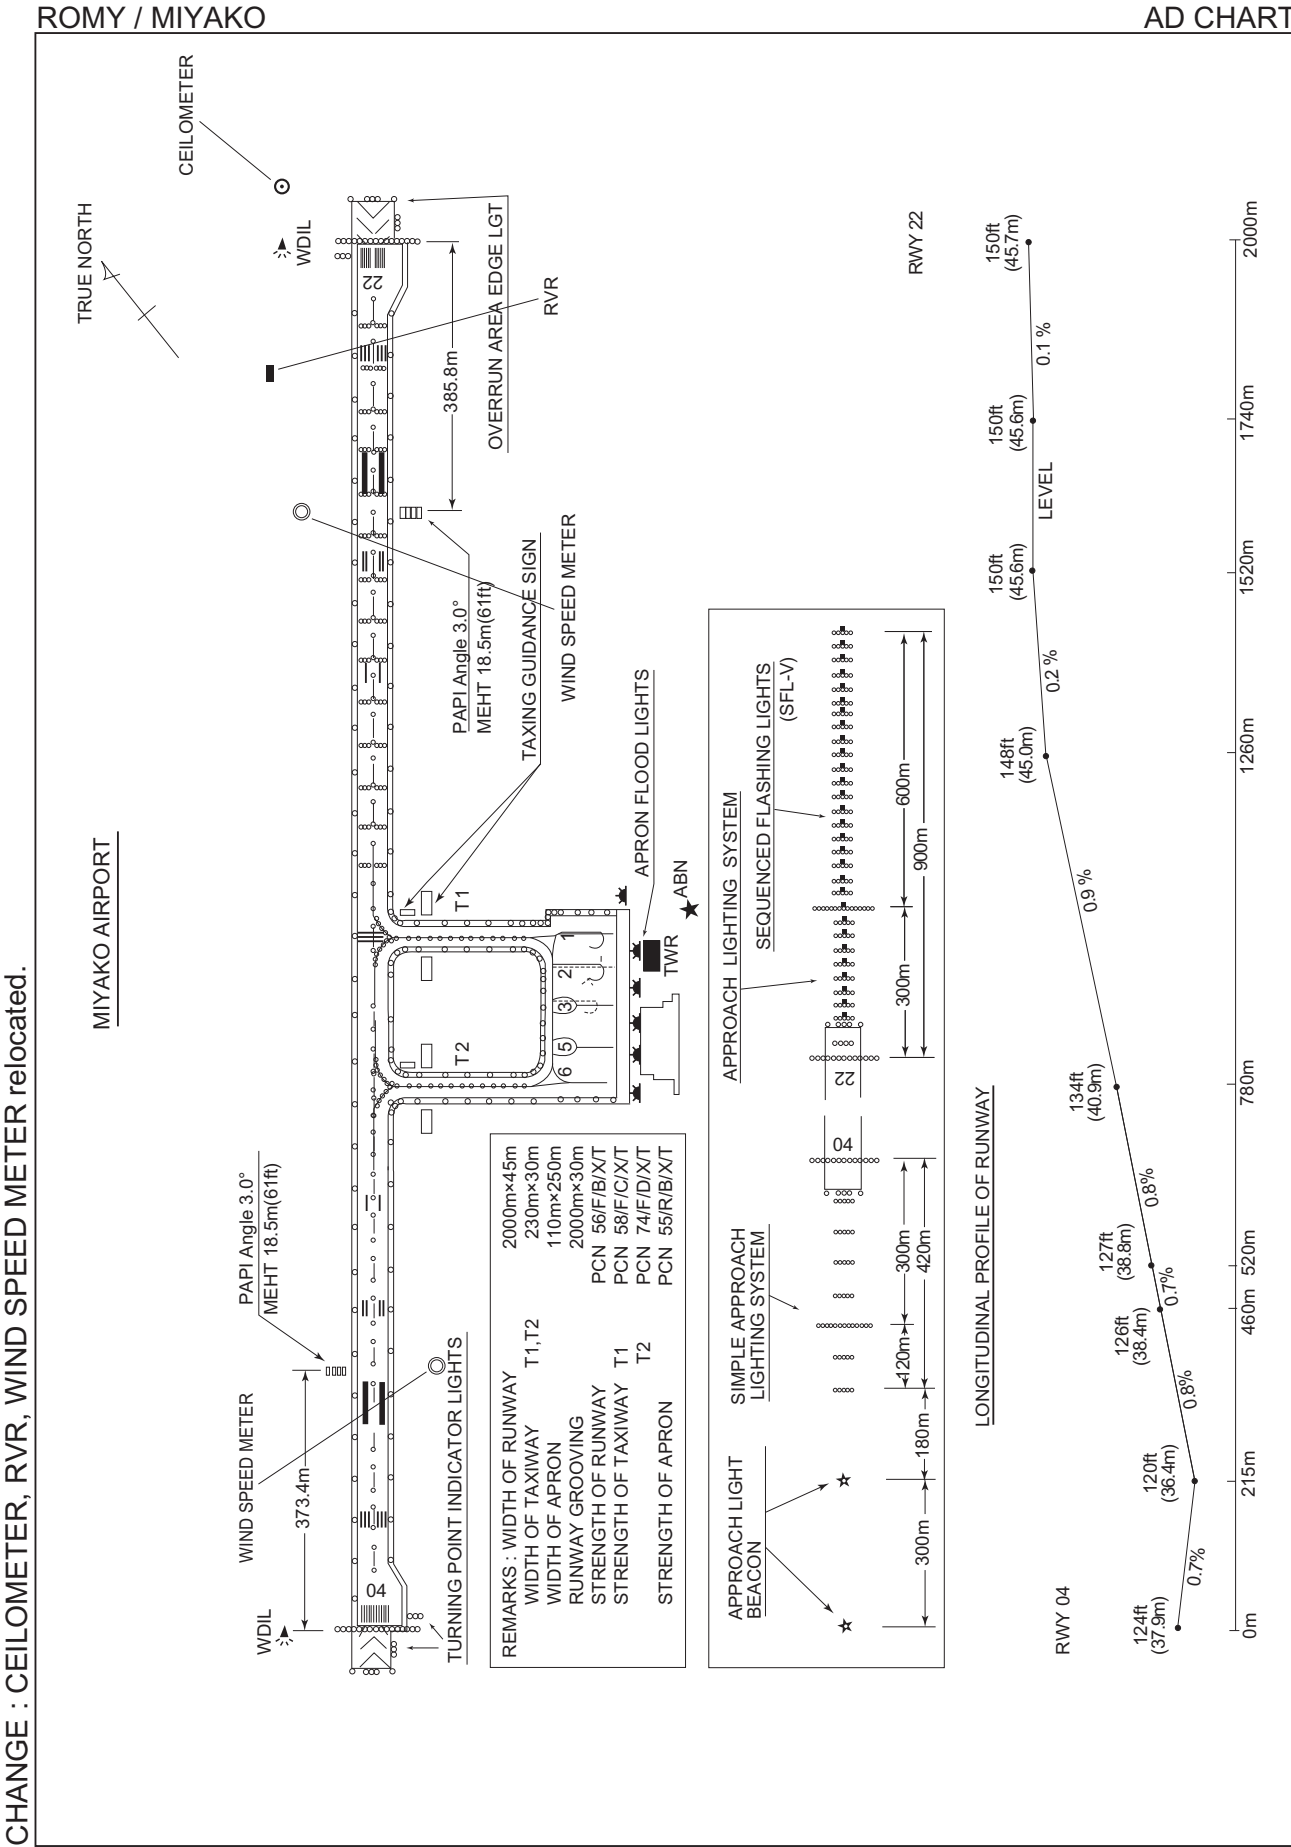 ROMY / MIYAKO
AD CHART
CHANGE : CEILOMETER, RVR, WIND SPEED METER relocated.
MIYAKO AIRPORT
TRUE NORTH
CEILOMETER
WDIL
OVERRUN AREA EDGE LGT
RVR
385.8m
22
PAPI Angle 3.0°
MEHT 18.5m(61ft)
TAXING GUIDANCE SIGN
WIND SPEED METER
APRON FLOOD LIGHTS
ABN
TWR
T1
T2
1
2
3
5
6
PAPI Angle 3.0°
MEHT 18.5m(61ft)
WIND SPEED METER
373.4m
WDIL
04
TURNING POINT INDICATOR LIGHTS
REMARKS : WIDTH OF RUNWAY 2000m×45m
WIDTH OF TAXIWAY T1,T2 230m×30m
WIDTH OF APRON 110m×250m
RUNWAY GROOVING 2000m×30m
STRENGTH OF RUNWAY PCN 56/F/B/X/T
STRENGTH OF TAXIWAY T1 PCN 58/F/C/X/T
T2 PCN 74/F/D/X/T
STRENGTH OF APRON PCN 55/R/B/X/T
APPROACH LIGHT
BEACON
SIMPLE APPROACH
LIGHTING SYSTEM
APPROACH LIGHTING SYSTEM
SEQUENCED FLASHING LIGHTS
(SFL-V)
04
22
300m
180m
120m
300m
420m
300m
600m
900m
LONGITUDINAL PROFILE OF RUNWAY
RWY 04
RWY 22
124ft
(37.9m)
0.7%
120ft
(36.4m)
0.8%
126ft
(38.4m)
0.7%
127ft
(38.8m)
0.8%
134ft
(40.9m)
0.9 %
148ft
(45.0m)
0.2 %
150ft
(45.6m)
LEVEL
150ft
(45.6m)
0.1 %
150ft
(45.7m)
0m
215m
460m
520m
780m
1260m
1520m
1740m
2000m